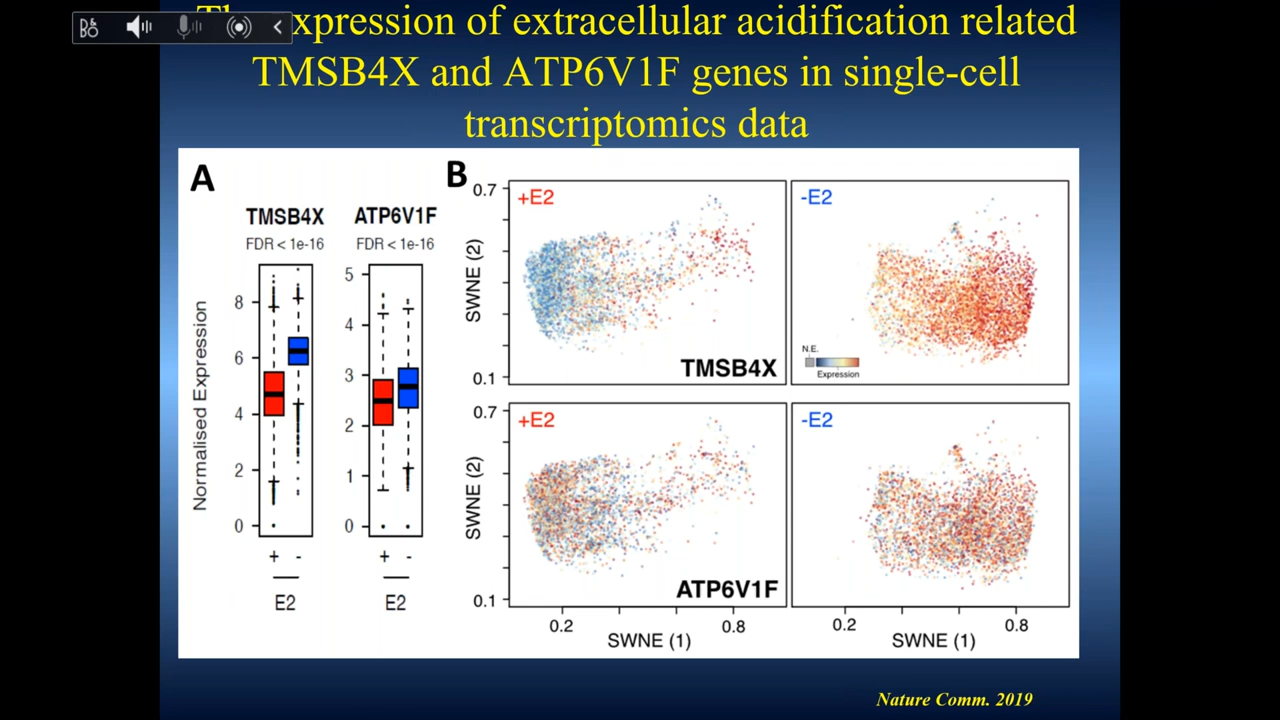 B&
BO
expression of extracellular acidification related
TMSB4X and ATP6V1F genes in single-cell
transcriptomics data
A
TMSB4X
FDR < 1e-16
ATP6V1F
FDR < 1e-16
Normalised Expression
8
6
4
2
0
5
4
3
2
1
0
+ -
E2
+ -
E2
B
0.7
SWNE (2)
0.1
+E2
TMSB4X
-E2
N.E.
Expression
0.7
SWNE (2)
0.1
+E2
ATP6V1F
-E2
0.2
0.8
SWNE (1)
0.2
0.8
SWNE (1)
Nature Comm. 2019